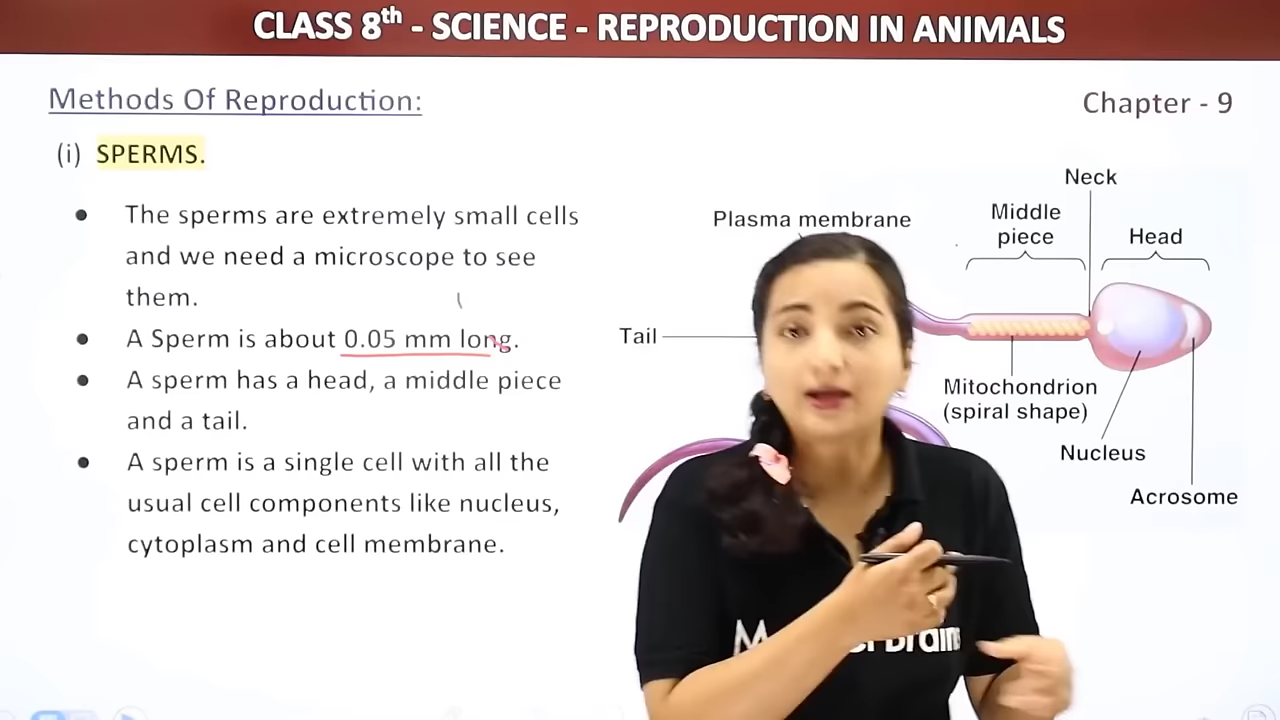 CLASS 8th - SCIENCE - REPRODUCTION IN ANIMALS
Methods Of Reproduction:
Chapter - 9
(i) SPERMS.
● The sperms are extremely small cells
and we need a microscope to see
them.
● A Sperm is about 0.05 mm long.
● A sperm has a head, a middle piece
and a tail.
● A sperm is a single cell with all the
usual cell components like nucleus,
cytoplasm and cell membrane.
Neck
Plasma membrane
Middle
piece
Head
Tail
Mitochondrion
(spiral shape)
Nucleus
Acrosome
Brains